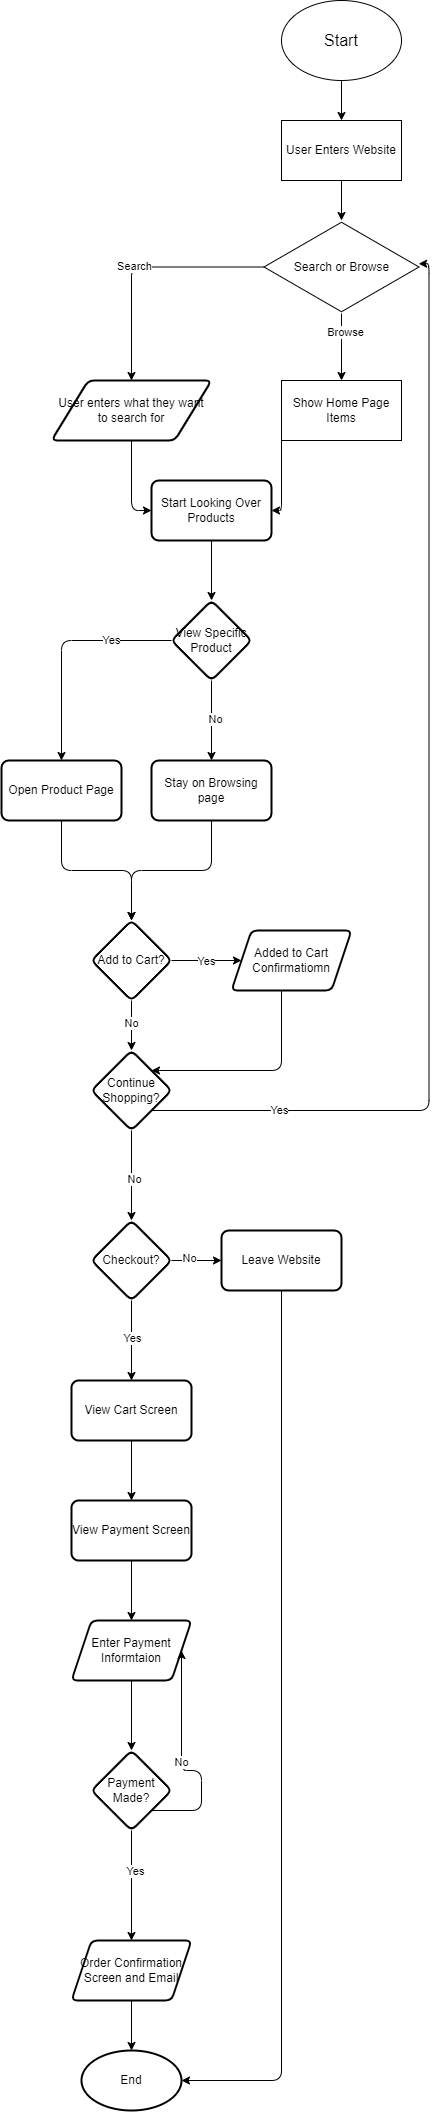 Start
User Enters Website
Search or Browse
Search
Browse
User enters what they want
to search for
Show Home Page
Items
Start Looking Over
Products
View Specific
Product
Yes
No
Open Product Page
Stay on Browsing
page
Add to Cart?
Yes
Added to Cart
Confirmatiomn
No
Continue
Shopping?
Yes
No
Checkout?
No
Leave Website
Yes
View Cart Screen
View Payment Screen
Enter Payment
Informtaion
No
Payment
Made?
Yes
Order Confirmation
Screen and Email
End